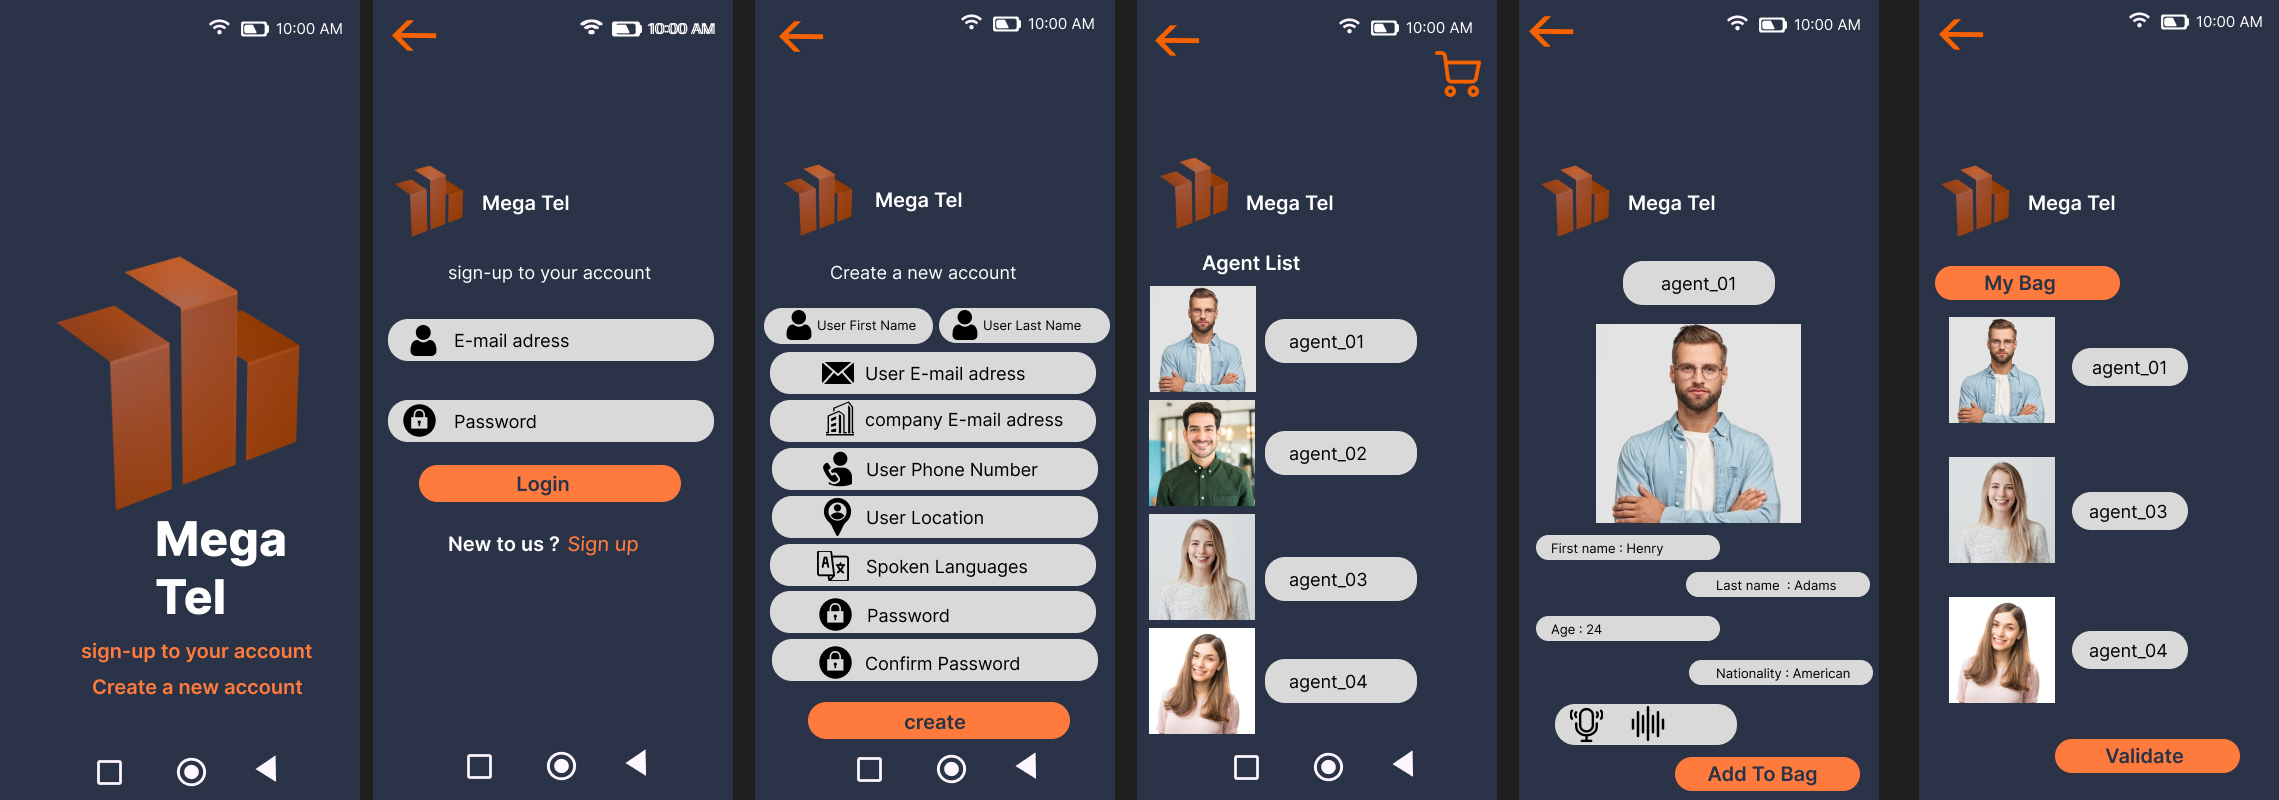 10:00 AM
Mega
Tel
sign-up to your account
Create a new account
10:00 AM
Mega Tel
sign-up to your account
E-mail adress
Password
Login
New to us ? Sign up
10:00 AM
Mega Tel
Create a new account
User First Name
User Last Name
User E-mail adress
company E-mail adress
User Phone Number
User Location
A
Spoken Languages
Password
Confirm Password
create
10:00 AM
Mega Tel
Agent List
agent_01
agent_02
agent_03
agent_04
10:00 AM
Mega Tel
agent_01
First name : Henry
Last name : Adams
Age : 24
Nationality : American
Add To Bag
10:00 AM
Mega Tel
My Bag
agent_01
agent_03
agent_04
Validate